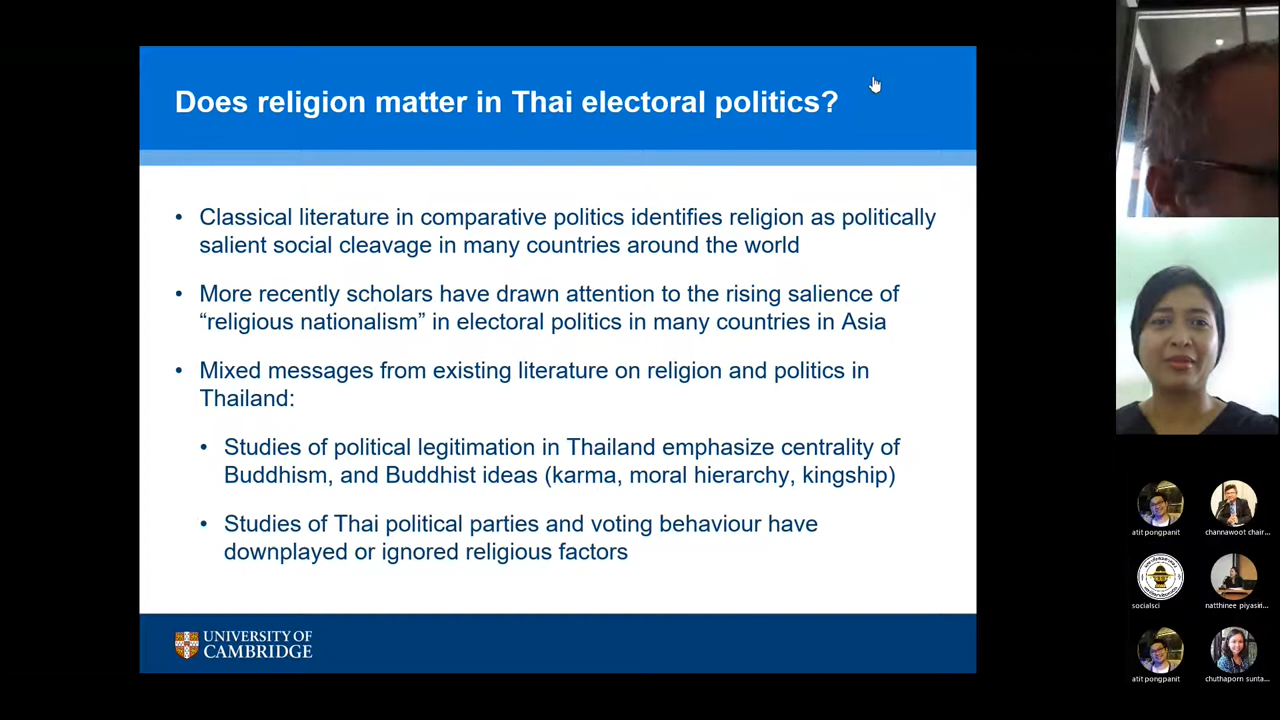 Does religion matter in Thai electoral politics?
• Classical literature in comparative politics identifies religion as politically
salient social cleavage in many countries around the world
• More recently scholars have drawn attention to the rising salience of
“religious nationalism” in electoral politics in many countries in Asia
• Mixed messages from existing literature on religion and politics in
Thailand:
• Studies of political legitimation in Thailand emphasize centrality of
Buddhism, and Buddhist ideas (karma, moral hierarchy, kingship)
• Studies of Thai political parties and voting behaviour have
downplayed or ignored religious factors
UNIVERSITY OF
CAMBRIDGE
atit pongpanit
channawoot chair...
socialsci
natthinee piyasiri...
atit pongpanit
chuthaporn sunta...